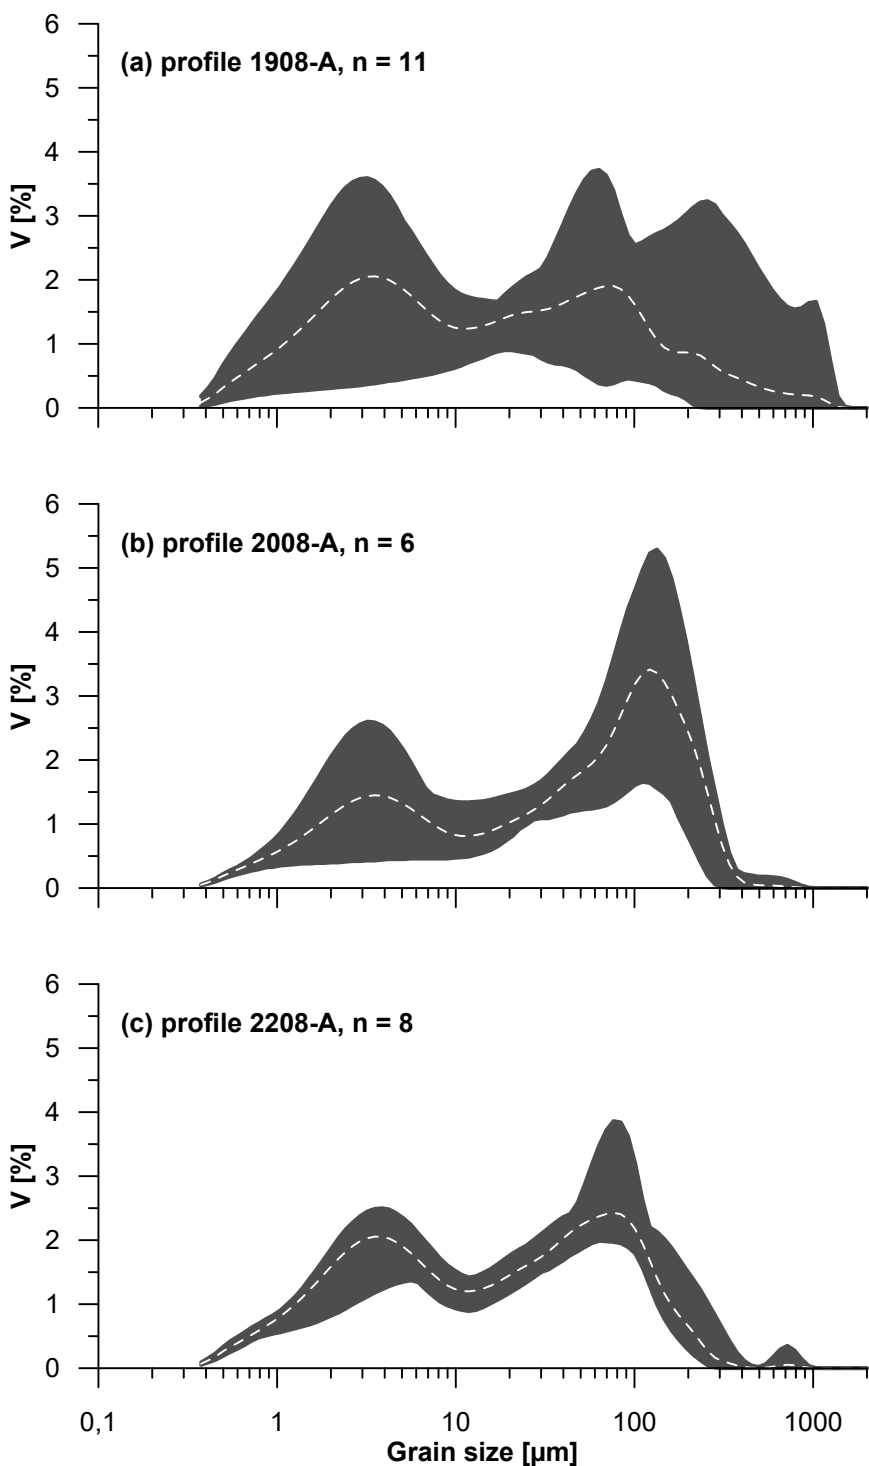 6
(a) profile 1908-A, n = 11
5
4
3
V [%]
2
1
0
6
(b) profile 2008-A, n = 6
5
4
3
V [%]
2
1
0
6
(c) profile 2208-A, n = 8
5
4
3
V [%]
2
1
0
0,1 1 10 100 1000
Grain size [µm]